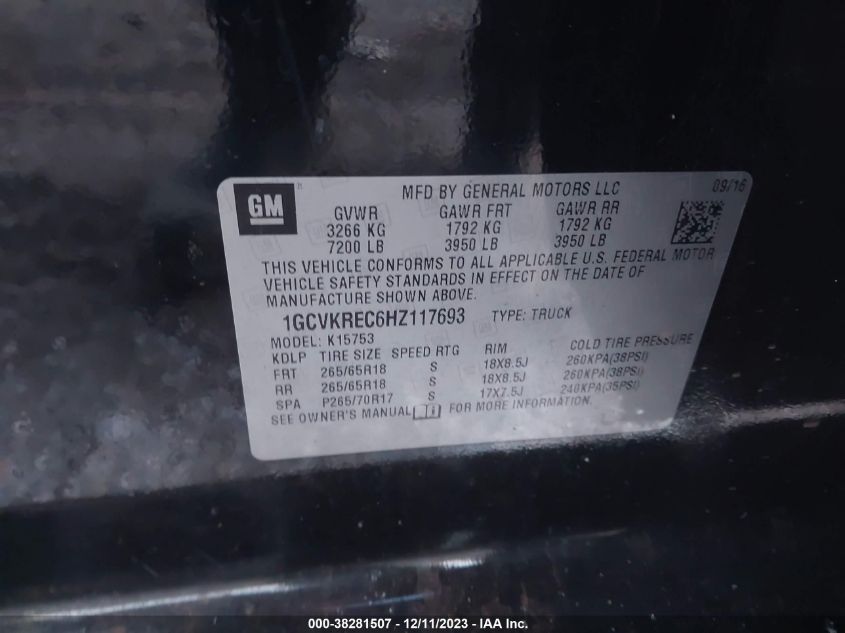 GM
MFD BY GENERAL MOTORS LLC 09/16
GVWR GAWR FRT GAWR RR
3266 KG 1792 KG 1792 KG
7200 LB 3950 LB 3950 LB
THIS VEHICLE CONFORMS TO ALL APPLICABLE U.S. FEDERAL MOTOR
VEHICLE SAFETY STANDARDS IN EFFECT ON THE DATE OF
MANUFACTURE SHOWN ABOVE.
1GCVKREC6HZ117693 TYPE: TRUCK
MODEL: K15753
KDLP TIRE SIZE SPEED RTG RIM COLD TIRE PRESSURE
FRT 265/65R18 S 18X8.5J 260KPA(38PSI)
RR 265/65R18 S 18X8.5J 260KPA(38PSI)
SPA P265/70R17 S 17X7.5J 240KPA(35PSI)
SEE OWNER'S MANUAL FOR MORE INFORMATION.
000-38281507 - 12/11/2023 - IAA Inc.